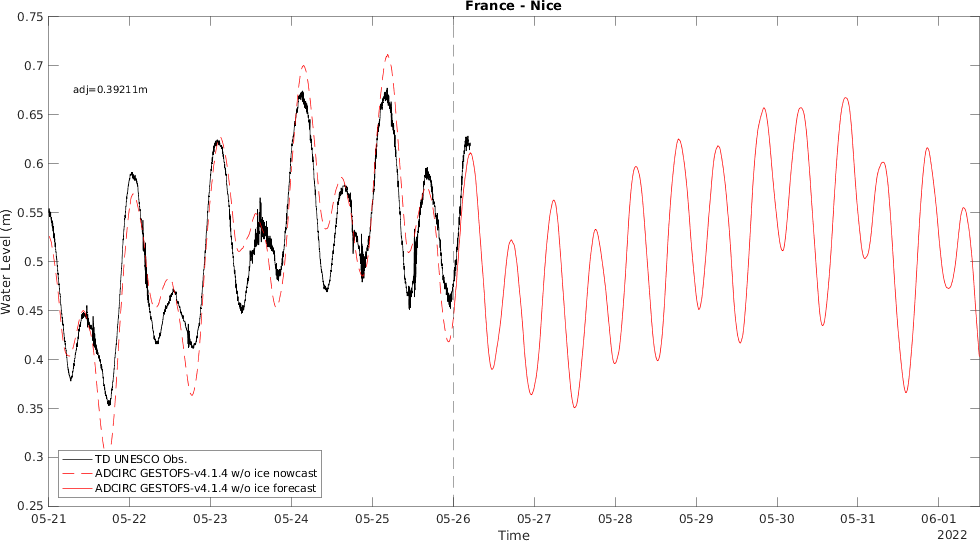 France - Nice
0.75
0.7
0.65
0.6
0.55
0.5
0.45
0.4
0.35
0.3
0.25
Water Level (m)
adj=0.39211m
TD UNESCO Obs.
ADCIRC GESTOFS-v4.1.4 w/o ice nowcast
ADCIRC GESTOFS-v4.1.4 w/o ice forecast
05-21 05-22 05-23 05-24 05-25 05-26 05-27 05-28 05-29 05-30 05-31 06-01
Time
2022